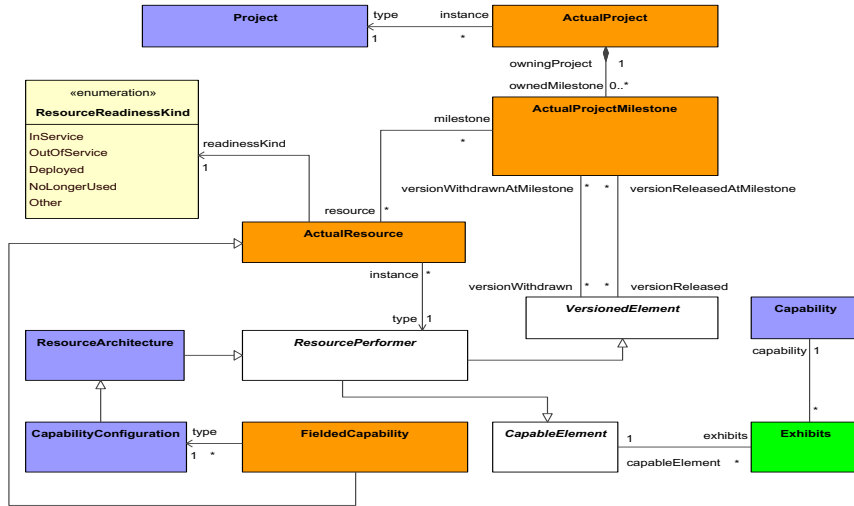 Project
type
1
instance
*
ActualProject
owningProject 1
ownedMilestone 0..*
«enumeration»
ResourceReadinessKind
InService
OutOfService
Deployed
NoLongerUsed
Other
readinessKind
1
milestone
*
ActualProjectMilestone
versionWithdrawnAtMilestone * * versionReleasedAtMilestone
resource *
ActualResource
instance *
versionWithdrawn * * versionReleased
type 1
VersionedElement
Capability
ResourceArchitecture
ResourcePerformer
capability 1
*
CapabilityConfiguration
type
1 *
FieldedCapability
CapableElement
1
exhibits
capableElement *
Exhibits